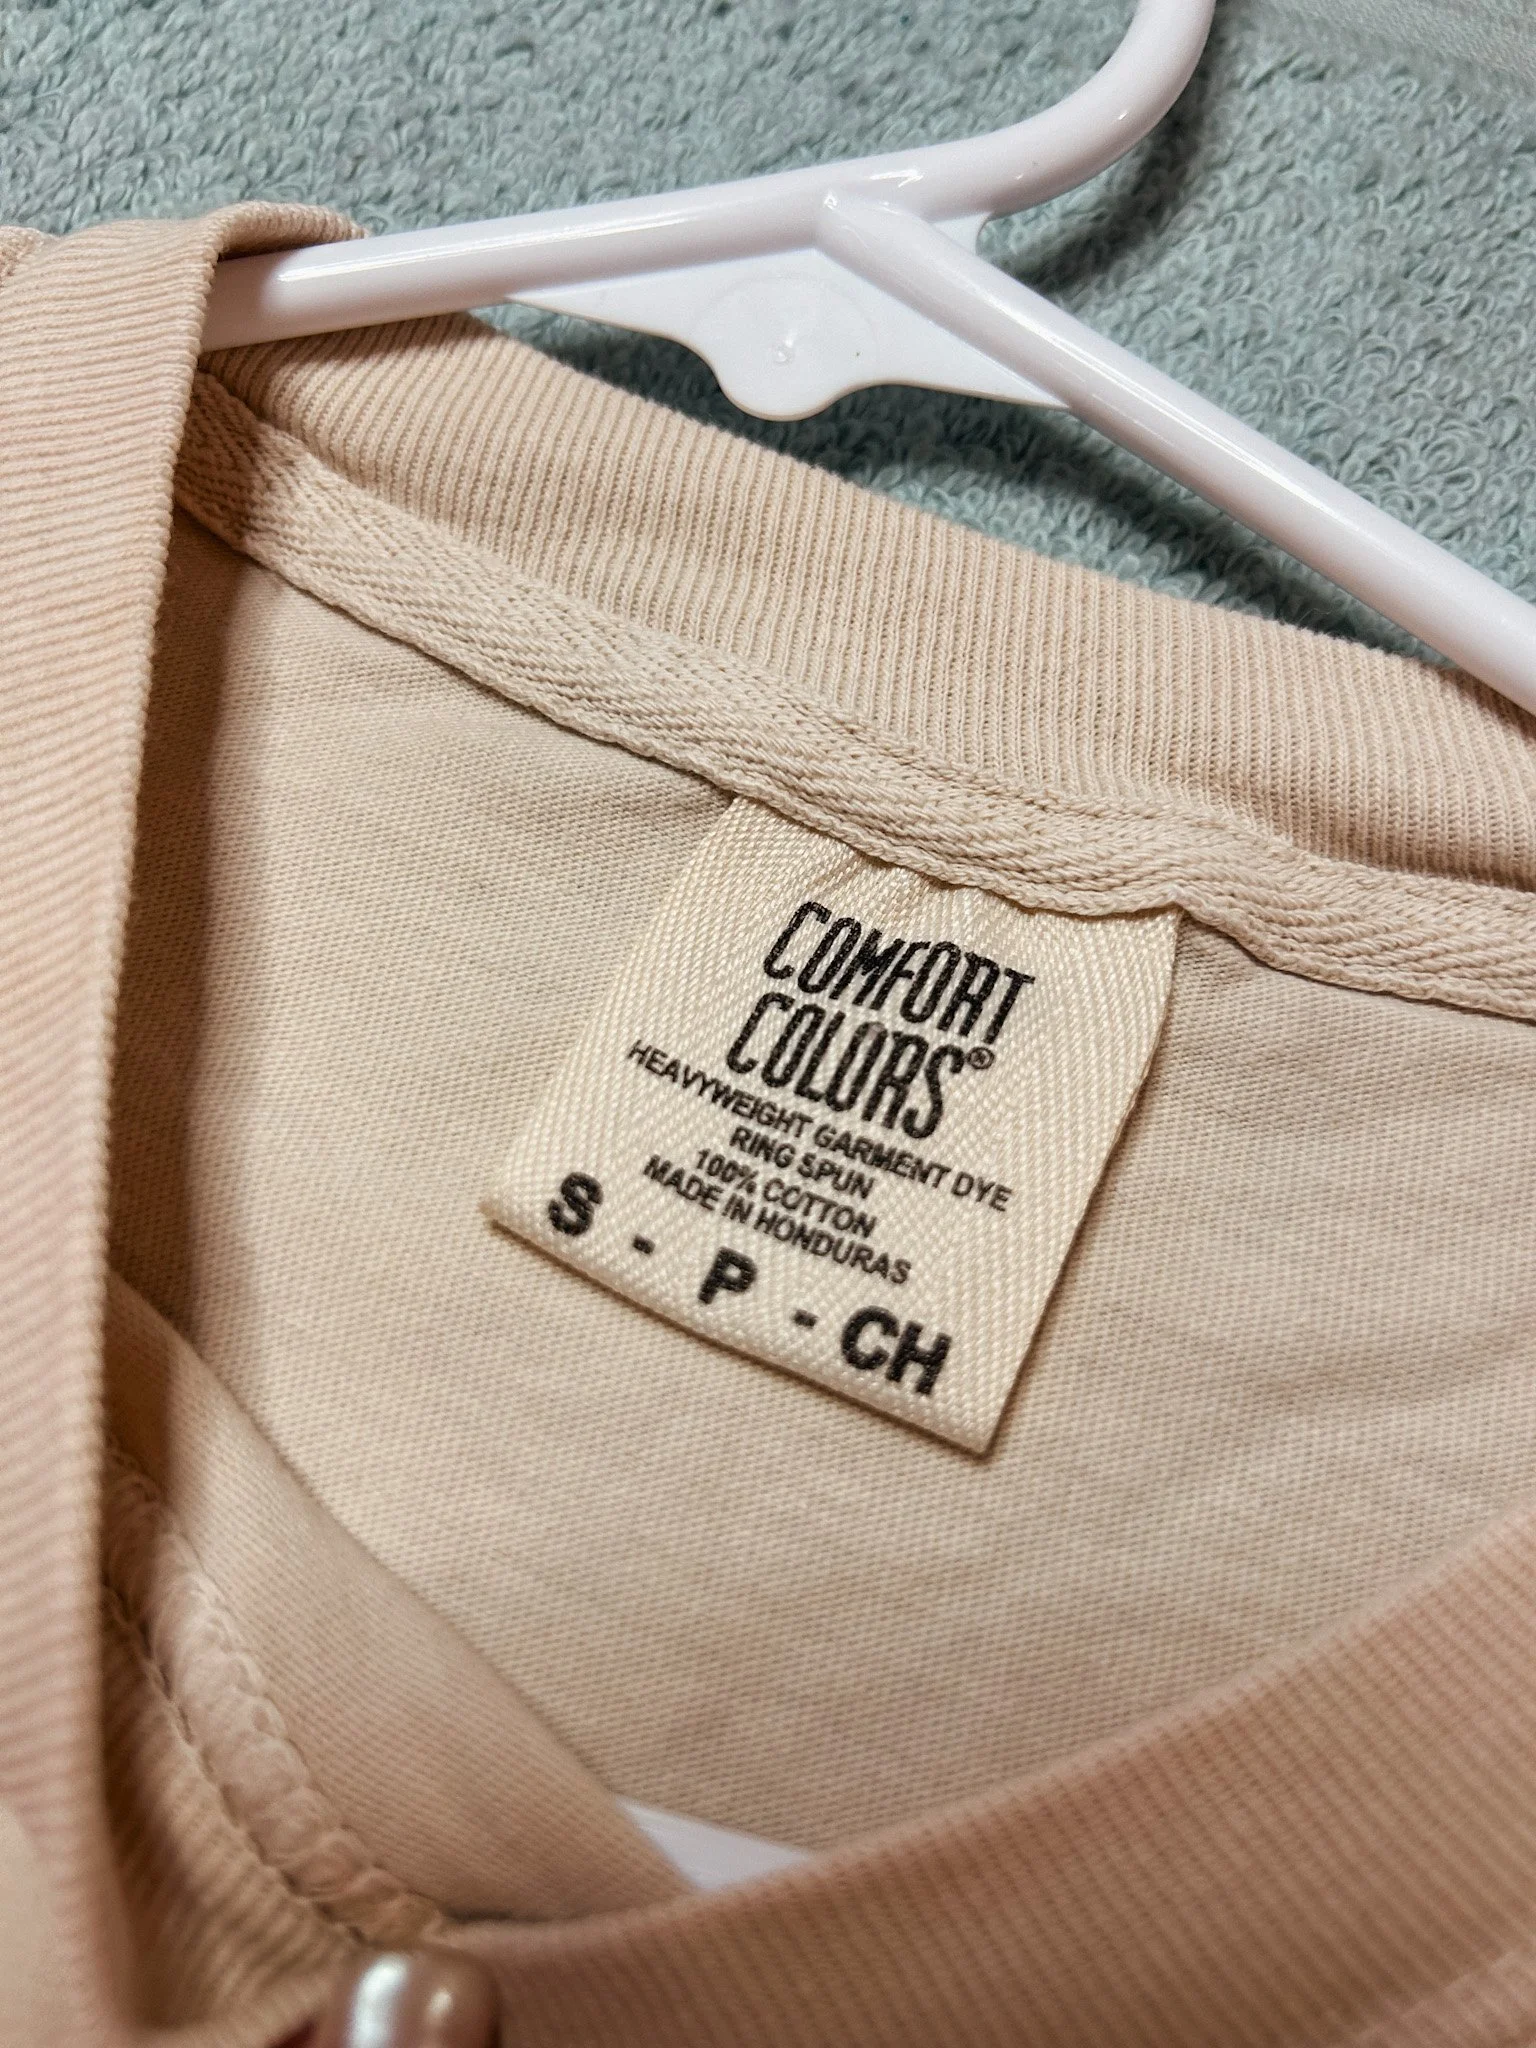 COMFORT
COLORS®
HEAVYWEIGHT GARMENT DYE
RING SPUN
100% COTTON
MADE IN HONDURAS
S - P - CH